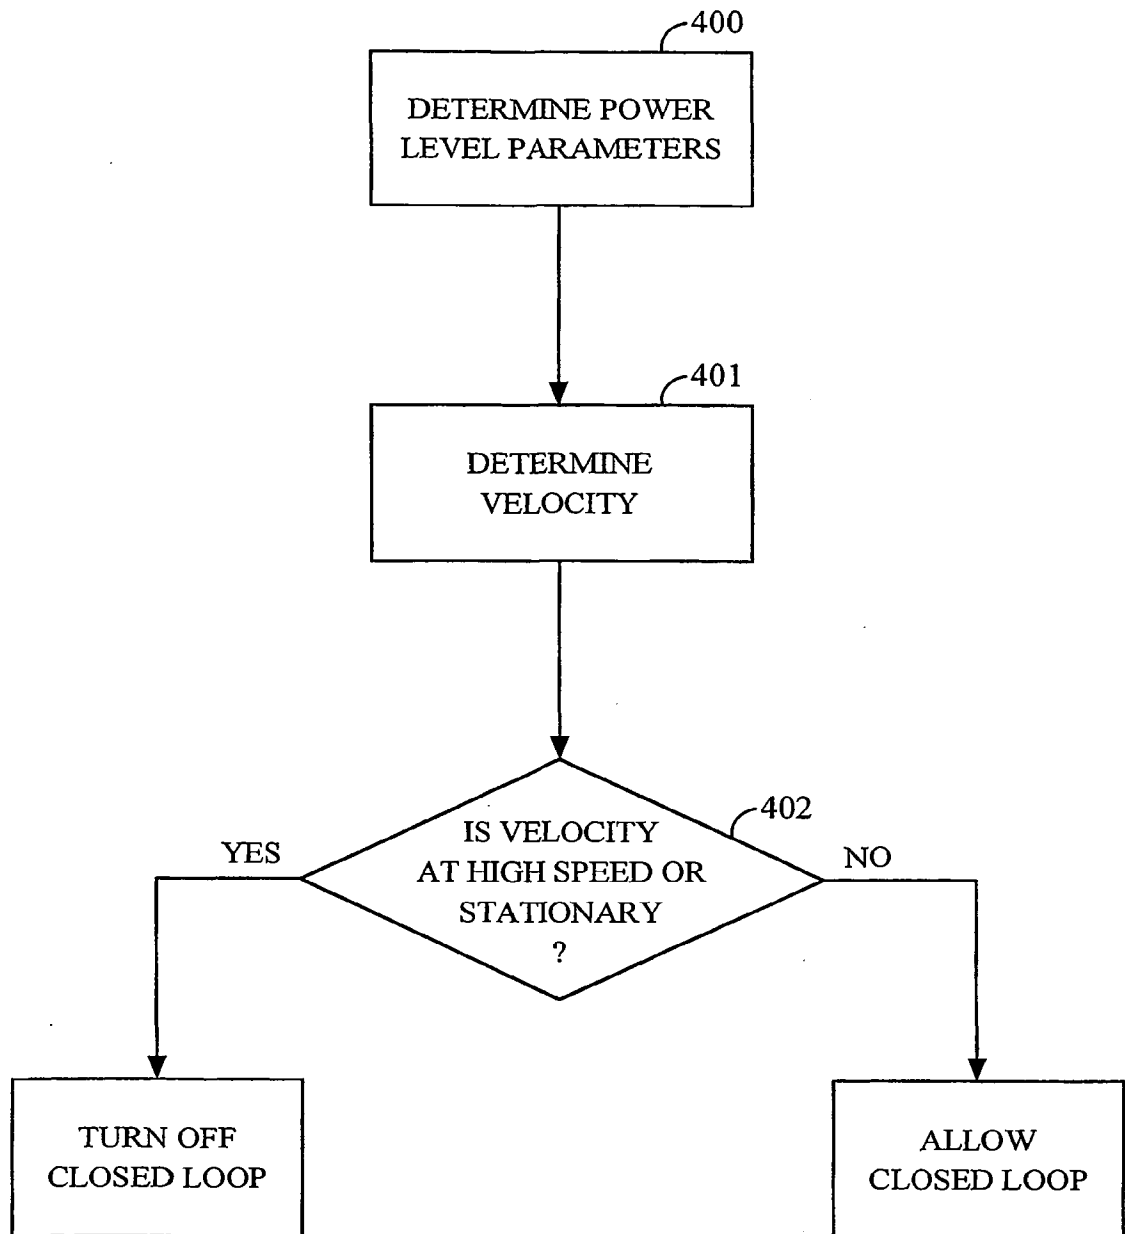 400
DETERMINE POWER
LEVEL PARAMETERS
401
DETERMINE
VELOCITY
402
IS VELOCITY
AT HIGH SPEED OR
STATIONARY
?
YES
NO
TURN OFF
CLOSED LOOP
ALLOW
CLOSED LOOP